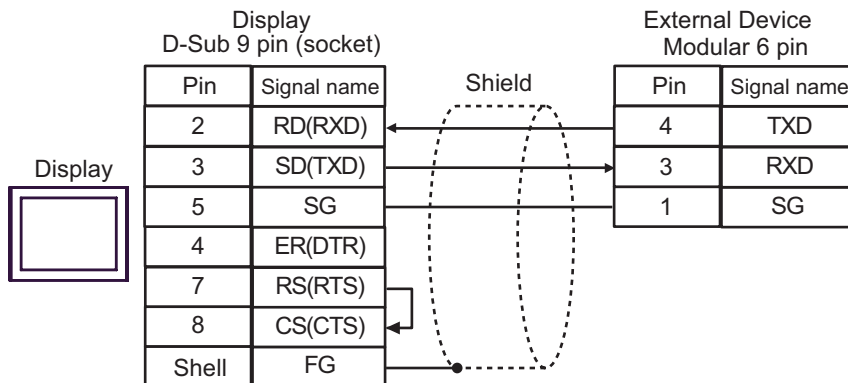 Display
D-Sub 9 pin (socket)
External Device
Modular 6 pin
Shield
Display
Pin Signal name
2 RD(RXD)
3 SD(TXD)
5 SG
4 ER(DTR)
7 RS(RTS)
8 CS(CTS)
Shell FG
Pin Signal name
4 TXD
3 RXD
1 SG